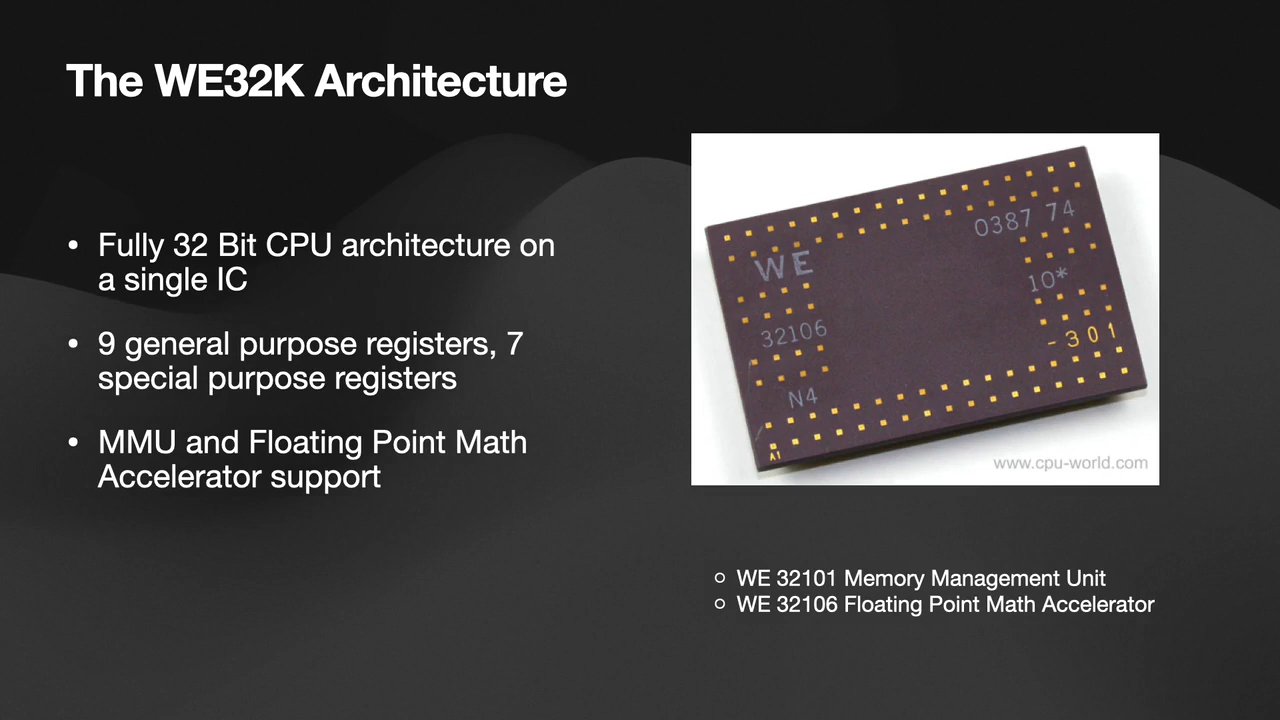 The WE32K Architecture
• Fully 32 Bit CPU architecture on
a single IC
• 9 general purpose registers, 7
special purpose registers
• MMU and Floating Point Math
Accelerator support
0387 74
WE
10*
32106
- 3 0 1
N4
A1
www.cpu-world.com
○ WE 32101 Memory Management Unit
○ WE 32106 Floating Point Math Accelerator